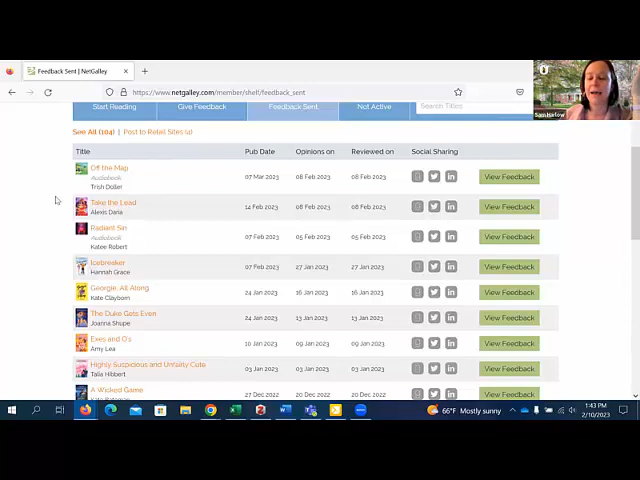 Feedback Sent | NetGalley
https://www.netgalley.com/member/shelf/feedback_sent
Sam Harlow
Start Reading Give Feedback Feedback Sent Not Active Search Titles
See All (194) | Post to Retail Sites (4)
Title Pub Date Opinions on Reviewed on Social Sharing
Off the Map
Audiobook
Trish Doller
07 Mar 2023 08 Feb 2023 08 Feb 2023 View Feedback
Take the Lead
Alexis Daria
14 Feb 2023 08 Feb 2023 08 Feb 2023 View Feedback
Radiant Sin
Audiobook
Katee Robert
07 Feb 2023 05 Feb 2023 05 Feb 2023 View Feedback
Icebreaker
Hannah Grace
07 Feb 2023 27 Jan 2023 27 Jan 2023 View Feedback
Georgie, All Along
Kate Clayborn
24 Jan 2023 16 Jan 2023 16 Jan 2023 View Feedback
The Duke Gets Even
Joanna Shupe
24 Jan 2023 13 Jan 2023 13 Jan 2023 View Feedback
Exes and O's
Amy Lea
10 Jan 2023 09 Jan 2023 09 Jan 2023 View Feedback
Highly Suspicious and Unfairly Cute
Talia Hibbert
03 Jan 2023 03 Jan 2023 03 Jan 2023 View Feedback
A Wicked Game
27 Dec 2022 20 Dec 2022 20 Dec 2022 View Feedback
66°F Mostly sunny
1:43 PM
2/10/2023